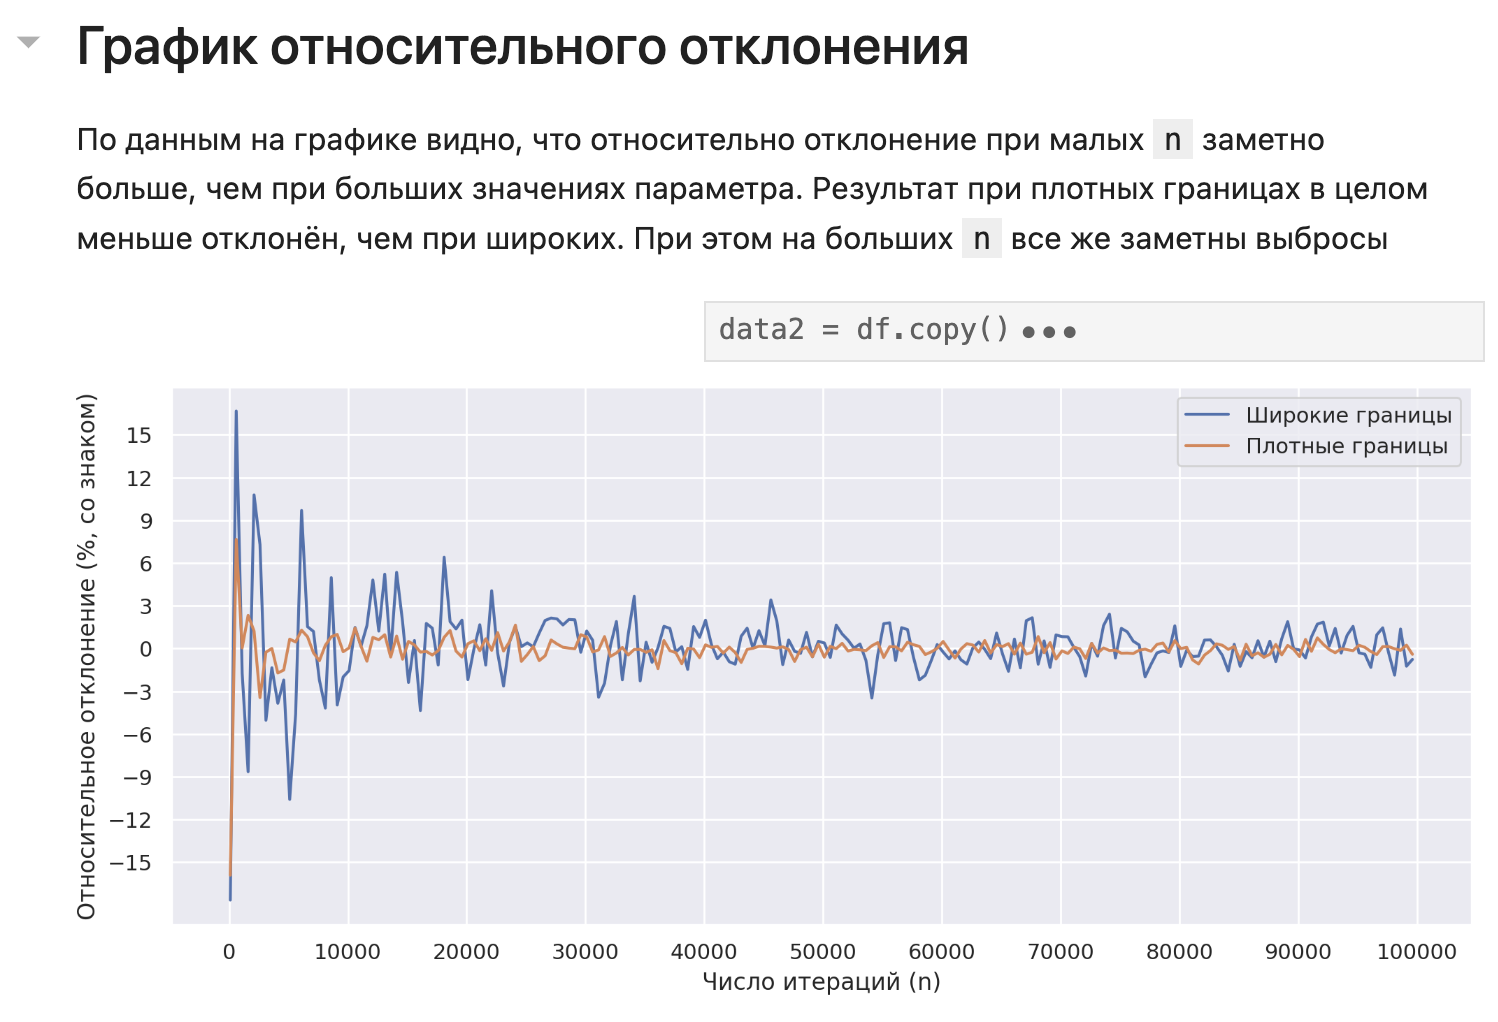 График относительного отклонения
По данным на графике видно, что относительно отклонение при малых n заметно
больше, чем при больших значениях параметра. Результат при плотных границах в целом
меньше отклонён, чем при широких. При этом на больших n все же заметны выбросы
data2 = df.copy() •••
Относительное отклонение (%, со знаком)
15
12
9
6
3
0
−3
−6
−9
−12
−15
Широкие границы
Плотные границы
0 10000 20000 30000 40000 50000 60000 70000 80000 90000 100000
Число итераций (n)